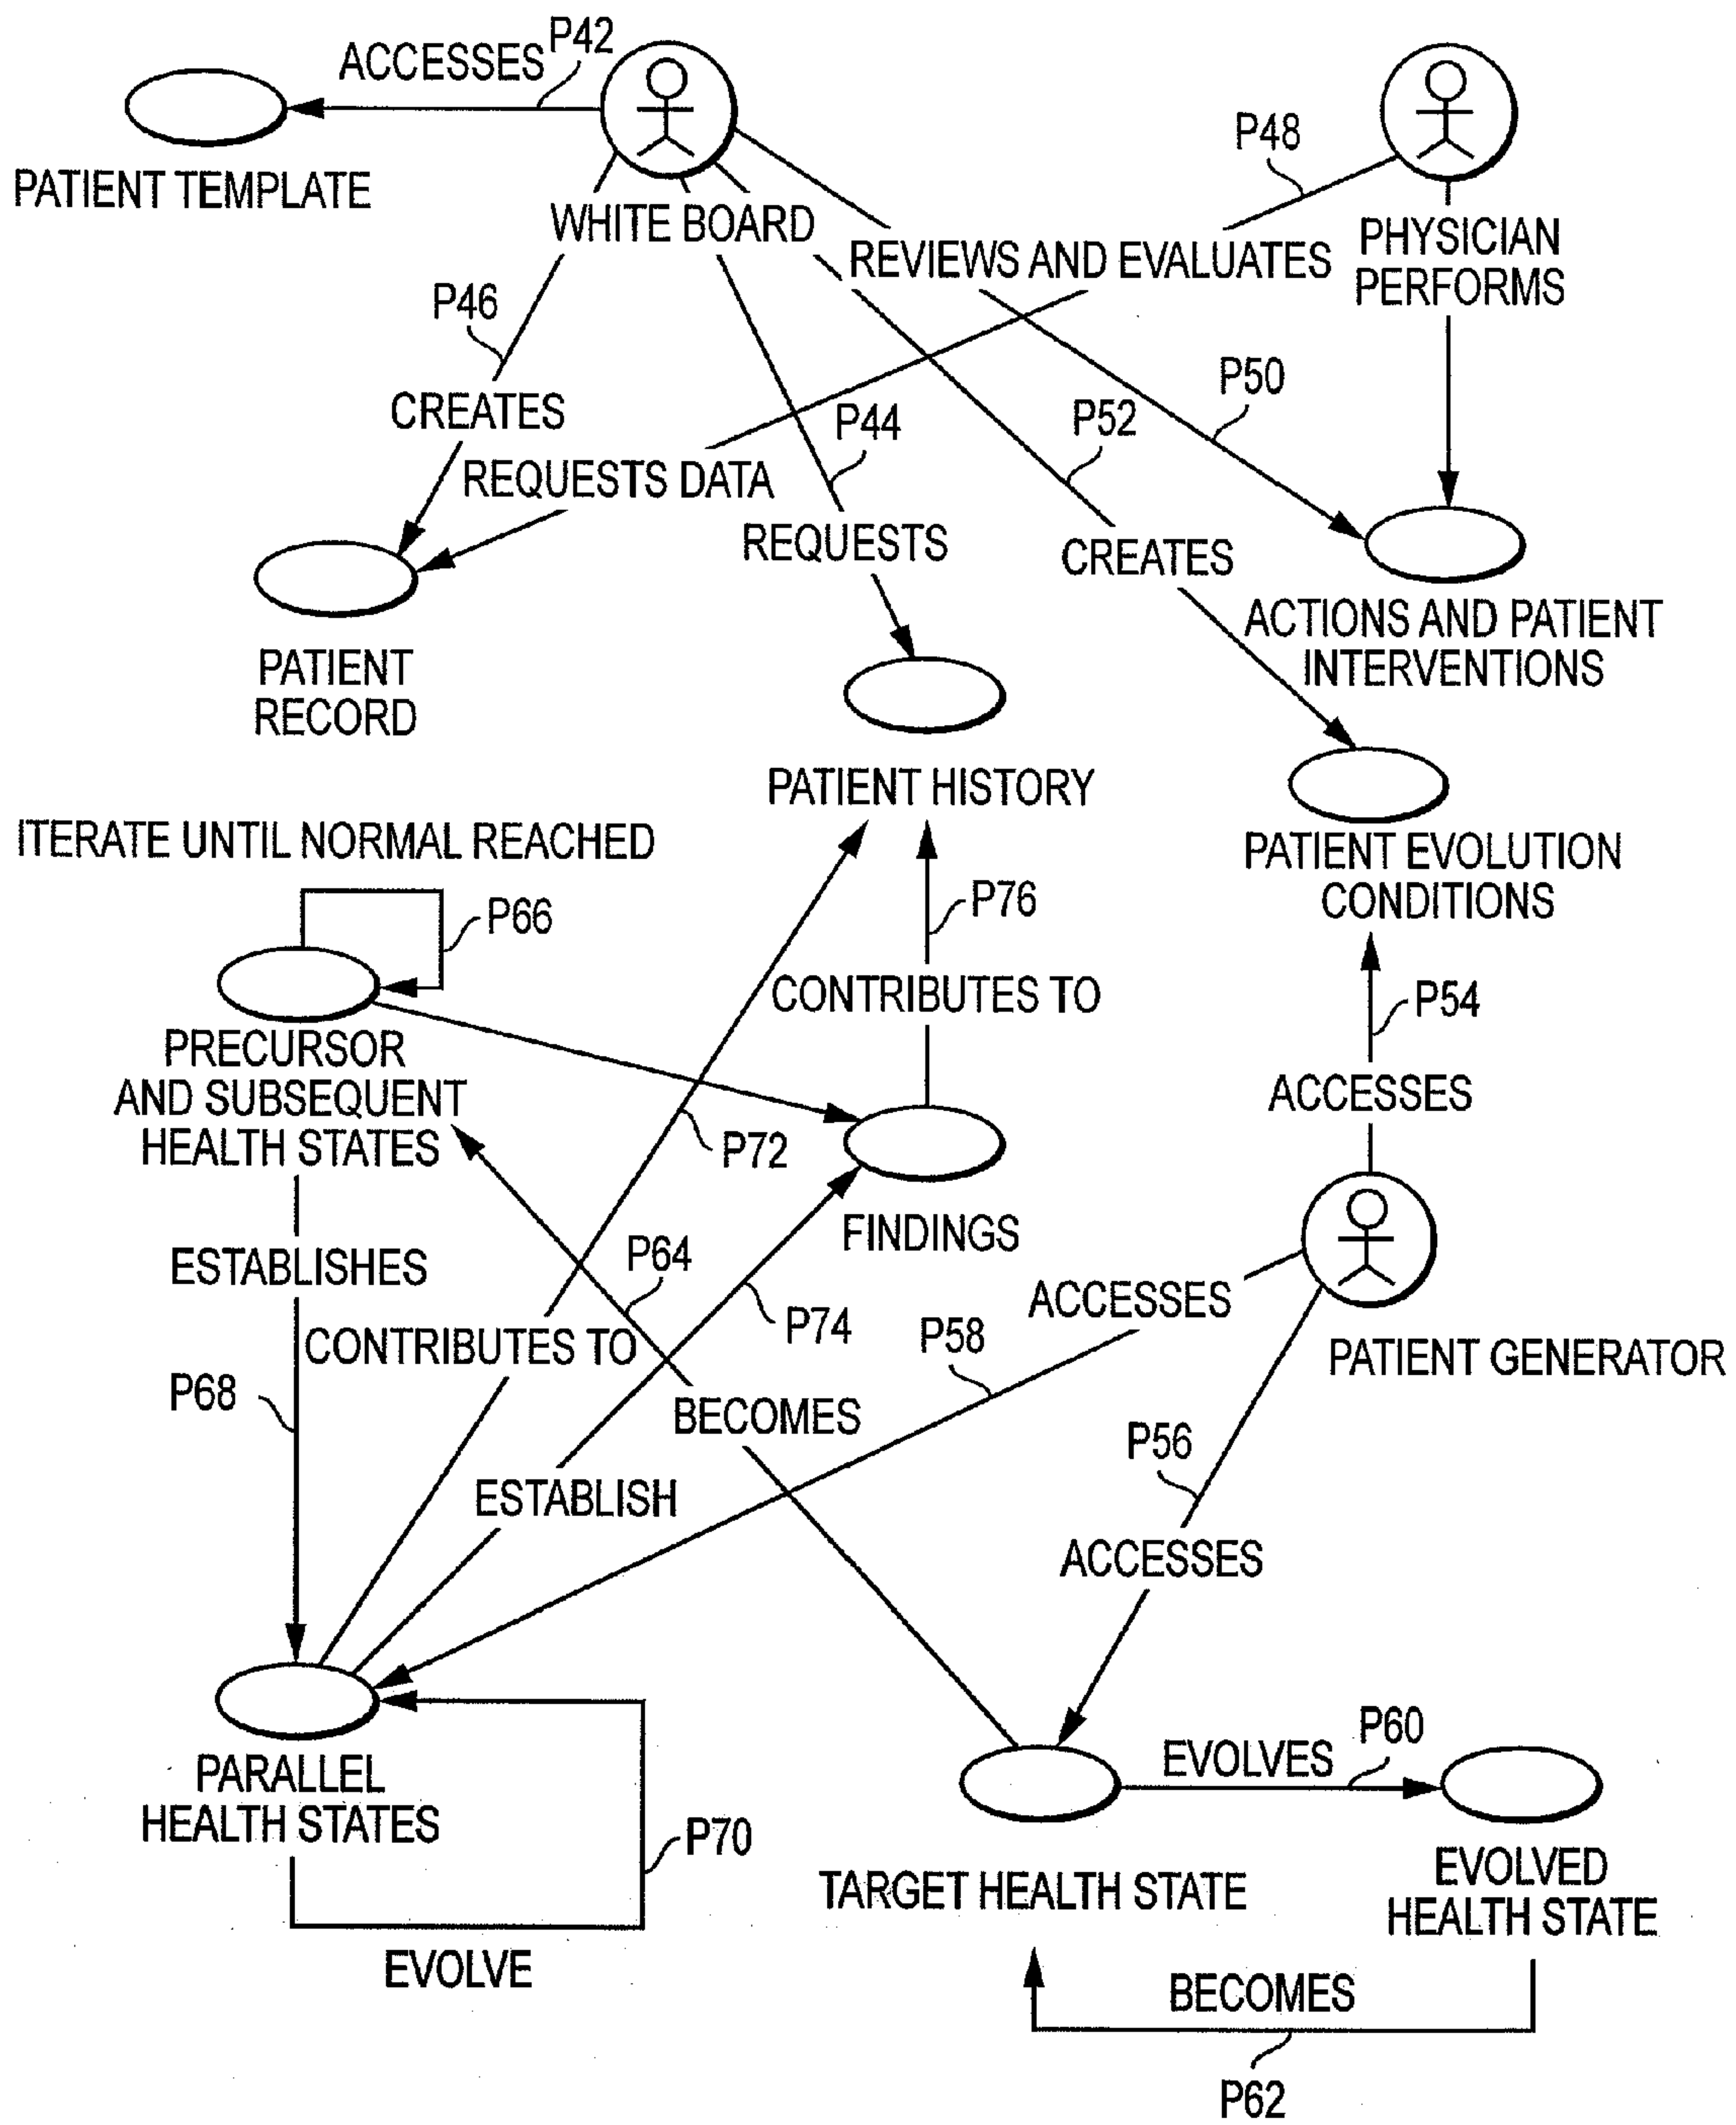 ACCESSES
P42
PATIENT TEMPLATE
WHITE BOARD
P48
REVIEWS AND EVALUATES
PHYSICIAN
PERFORMS
P46
CREATES
P44
P52
P50
REQUESTS DATA
REQUESTS
CREATES
ACTIONS AND PATIENT
INTERVENTIONS
PATIENT
RECORD
PATIENT HISTORY
ITERATE UNTIL NORMAL REACHED
PATIENT EVOLUTION
CONDITIONS
P66
P76
CONTRIBUTES TO
P54
PRECURSOR
AND SUBSEQUENT
HEALTH STATES
ACCESSES
P72
FINDINGS
ESTABLISHES
P64
ACCESSES
CONTRIBUTES TO
P74
P58
PATIENT GENERATOR
P68
BECOMES
P56
ESTABLISH
ACCESSES
PARALLEL
HEALTH STATES
EVOLVES
P60
P70
TARGET HEALTH STATE
EVOLVED
HEALTH STATE
EVOLVE
BECOMES
P62